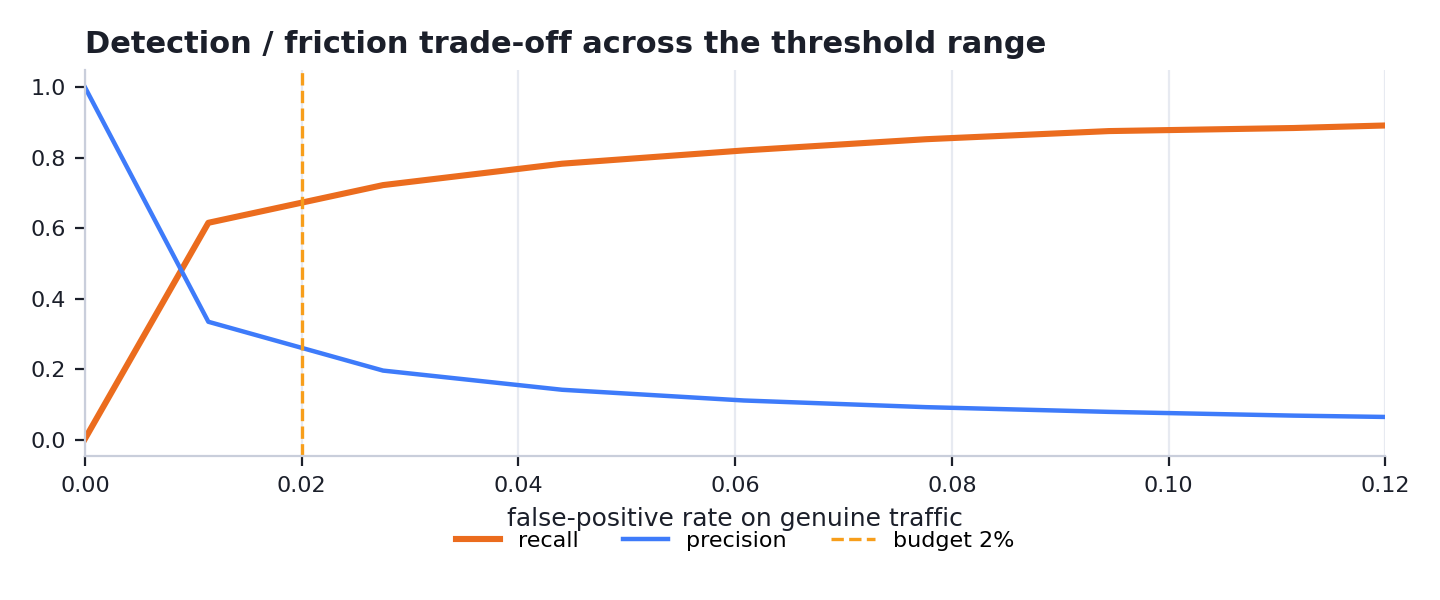 Detection / friction trade-off across the threshold range
1.0
0.8
0.6
0.4
0.2
0.0
0.00 0.02 0.04 0.06 0.08 0.10 0.12
false-positive rate on genuine traffic
recall precision budget 2%